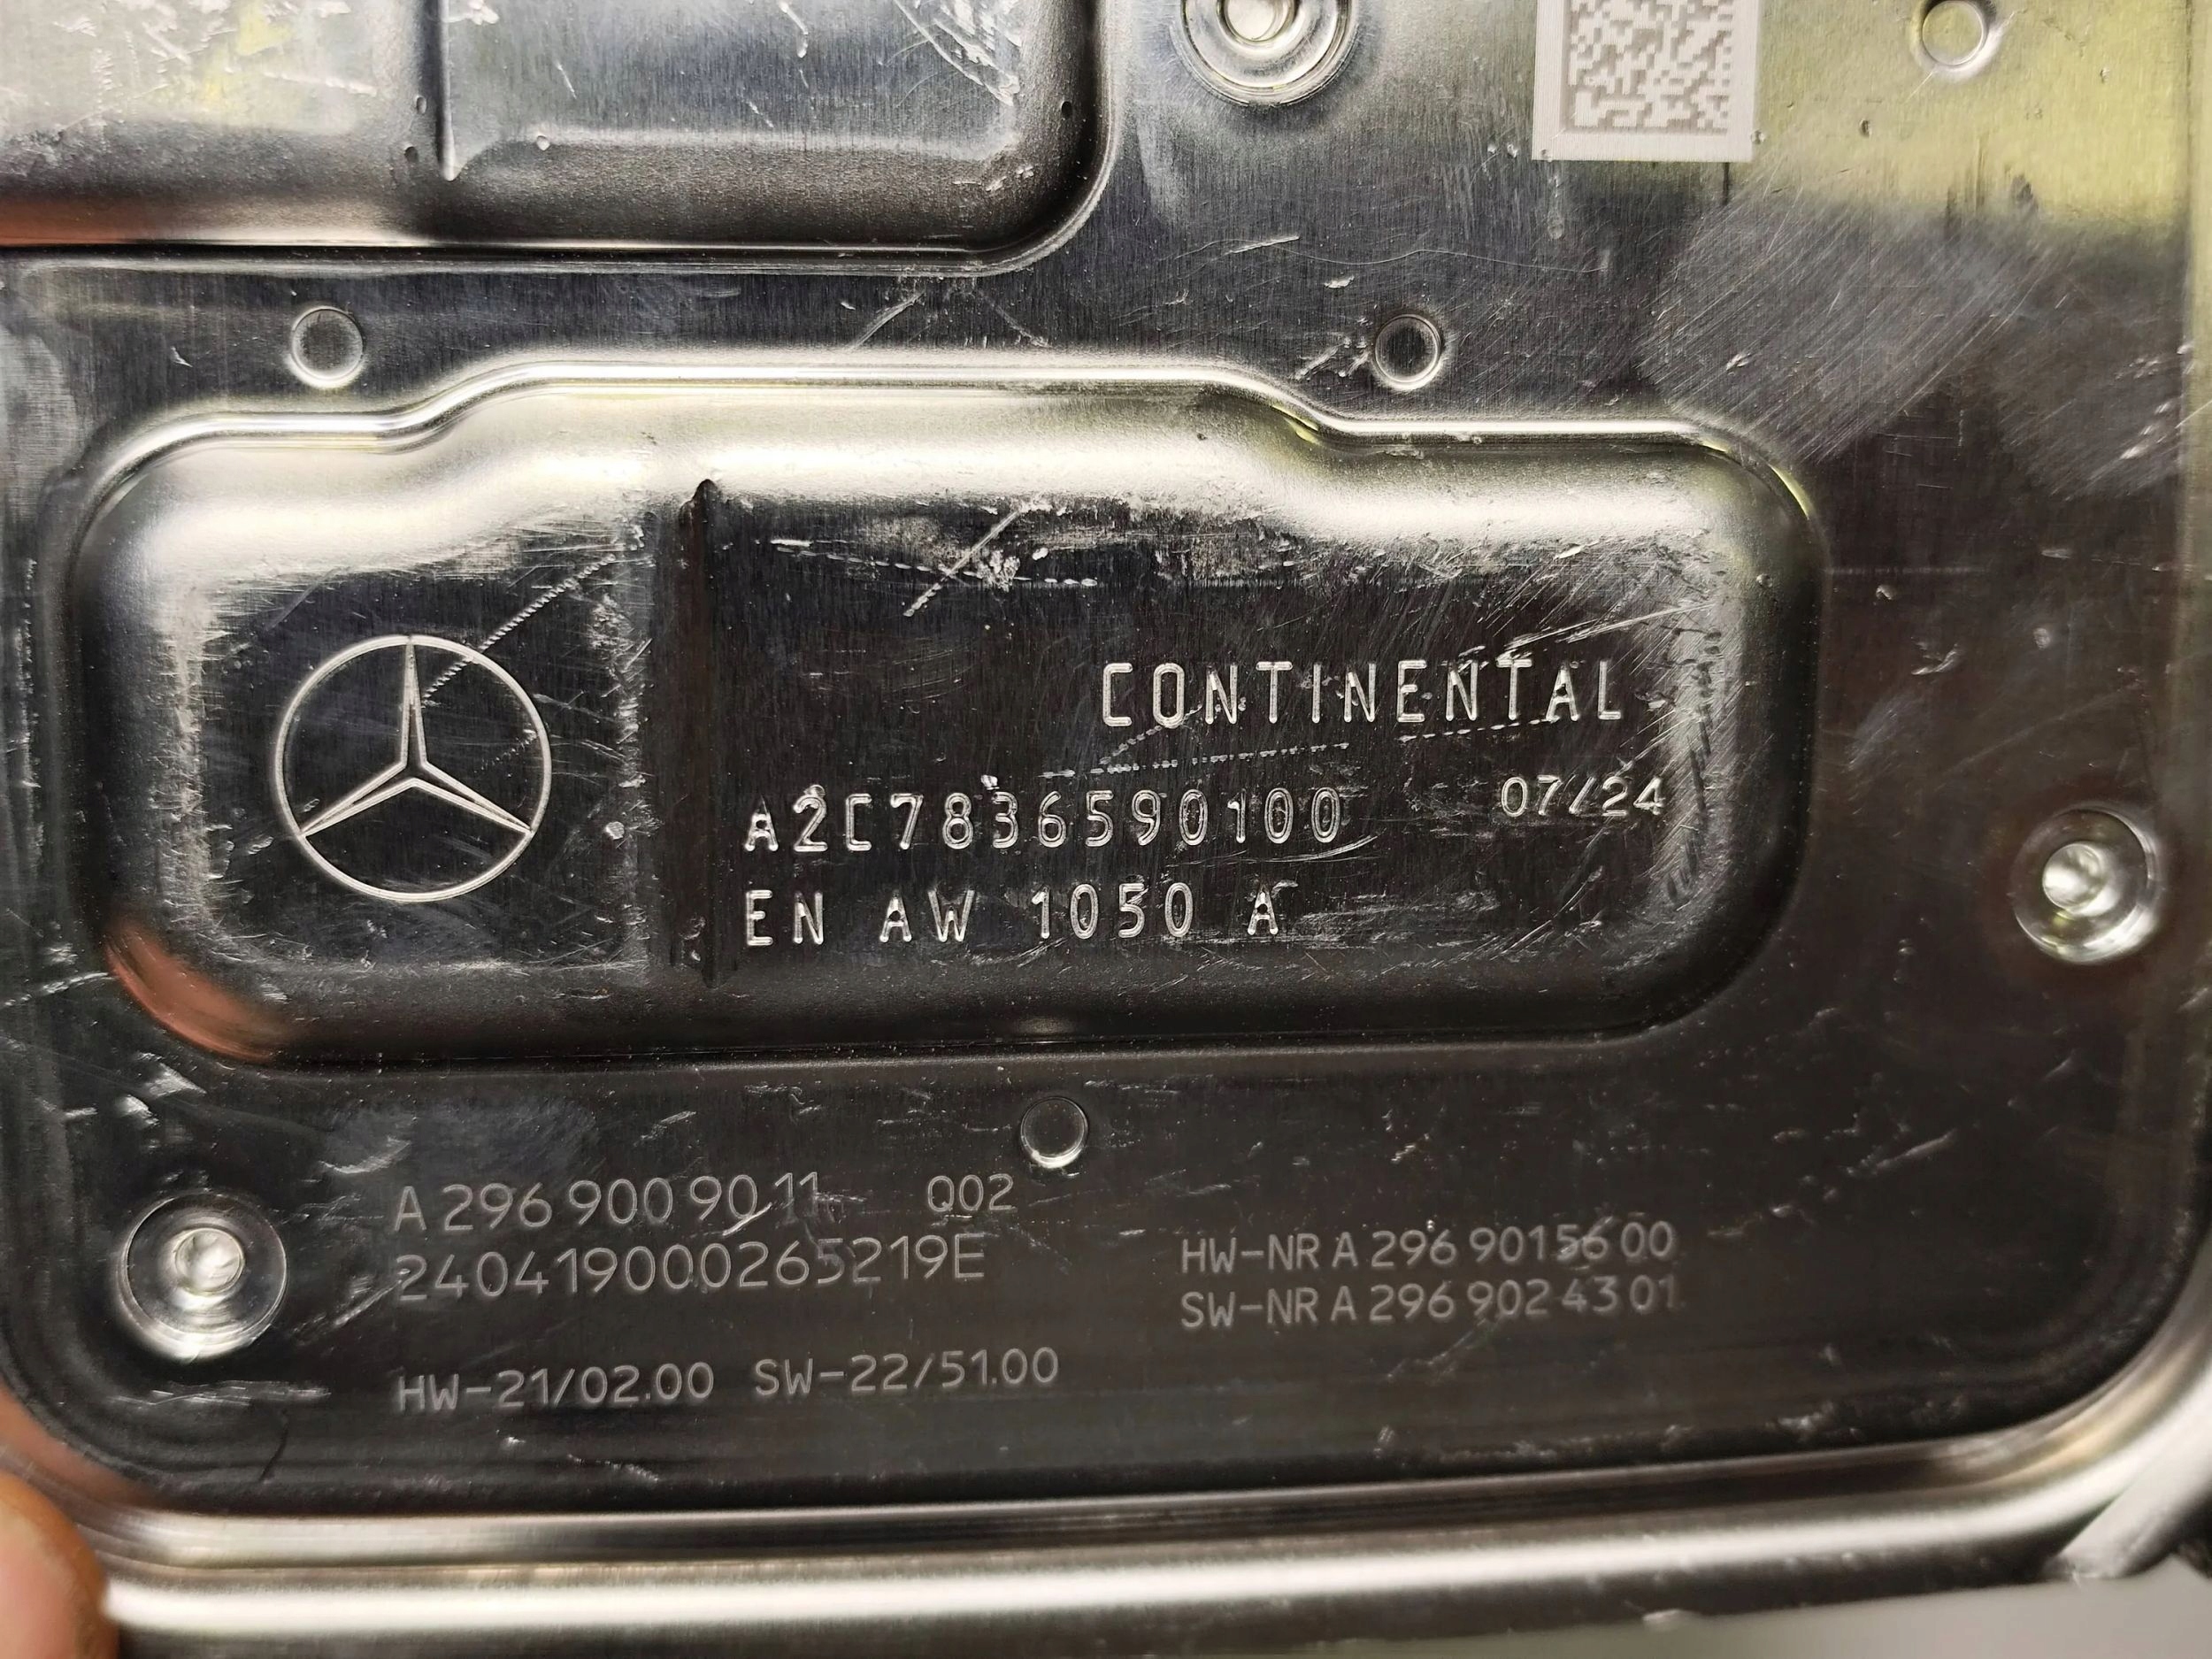 CONTINENTAL
A2C7836590100 07/24
EN AW 1050 A
A 296 900 90 11 Q02
240419000265219E
HW-NR A 296 901 56 00
SW-NR A 296 902 43 01
HW-21/02.00 SW-22/51.00